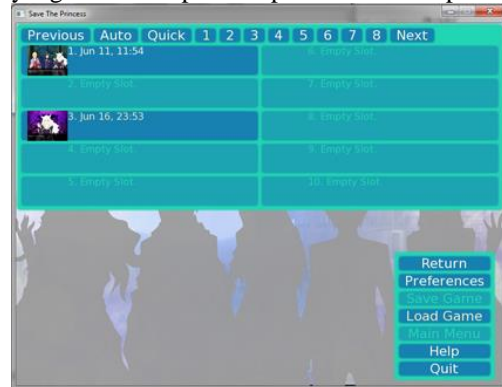 Save The Princess
Previous Auto Quick 1 2 3 4 5 6 7 8 Next
1. Jun 11, 11:54
6. Empty Slot.
2. Empty Slot.
7. Empty Slot.
3. Jun 16, 23:53
8. Empty Slot.
4. Empty Slot.
9. Empty Slot.
5. Empty Slot.
10. Empty Slot.
Return
Preferences
Save Game
Load Game
Main Menu
Help
Quit